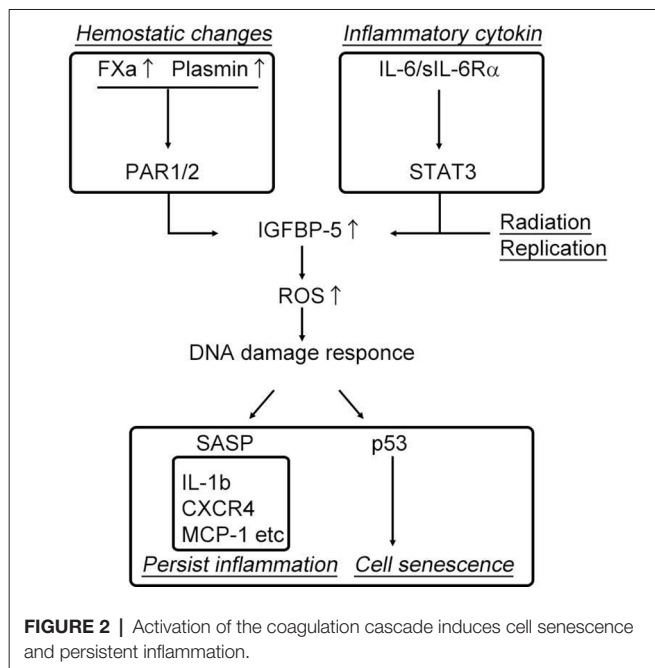 Hemostatic changes
Inflammatory cytokin
FXa ↑ Plasmin ↑
IL-6/sIL-6Rα
PAR1/2
STAT3
Radiation
Replication
IGFBP-5 ↑
ROS ↑
DNA damage responce
SASP
p53
IL-1b
CXCR4
MCP-1 etc
Persist inflammation
Cell senescence
FIGURE 2 | Activation of the coagulation cascade induces cell senescence
and persistent inflammation.